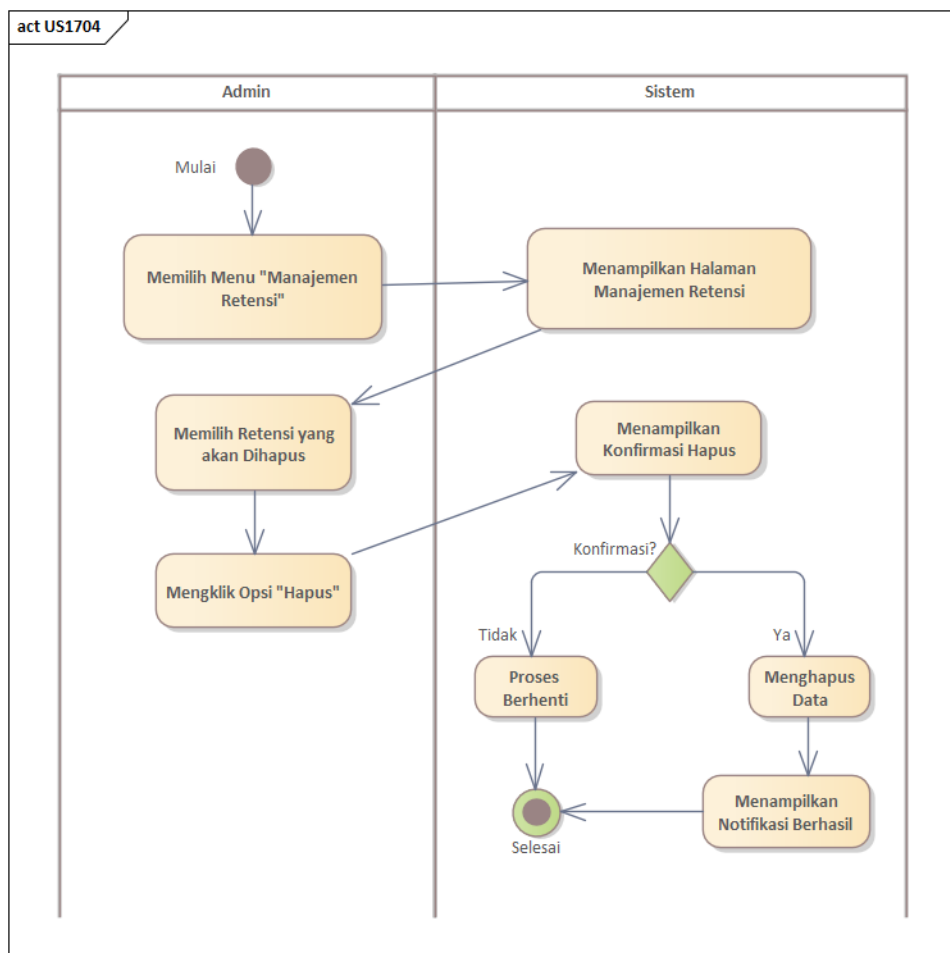 act US1704
Admin
Sistem
Mulai
Memilih Menu "Manajemen
Retensi"
Menampilkan Halaman
Manajemen Retensi
Memilih Retensi yang
akan Dihapus
Menampilkan
Konfirmasi Hapus
Mengklik Opsi "Hapus"
Konfirmasi?
Tidak
Ya
Proses
Berhenti
Menghapus
Data
Menampilkan
Notifikasi Berhasil
Selesai